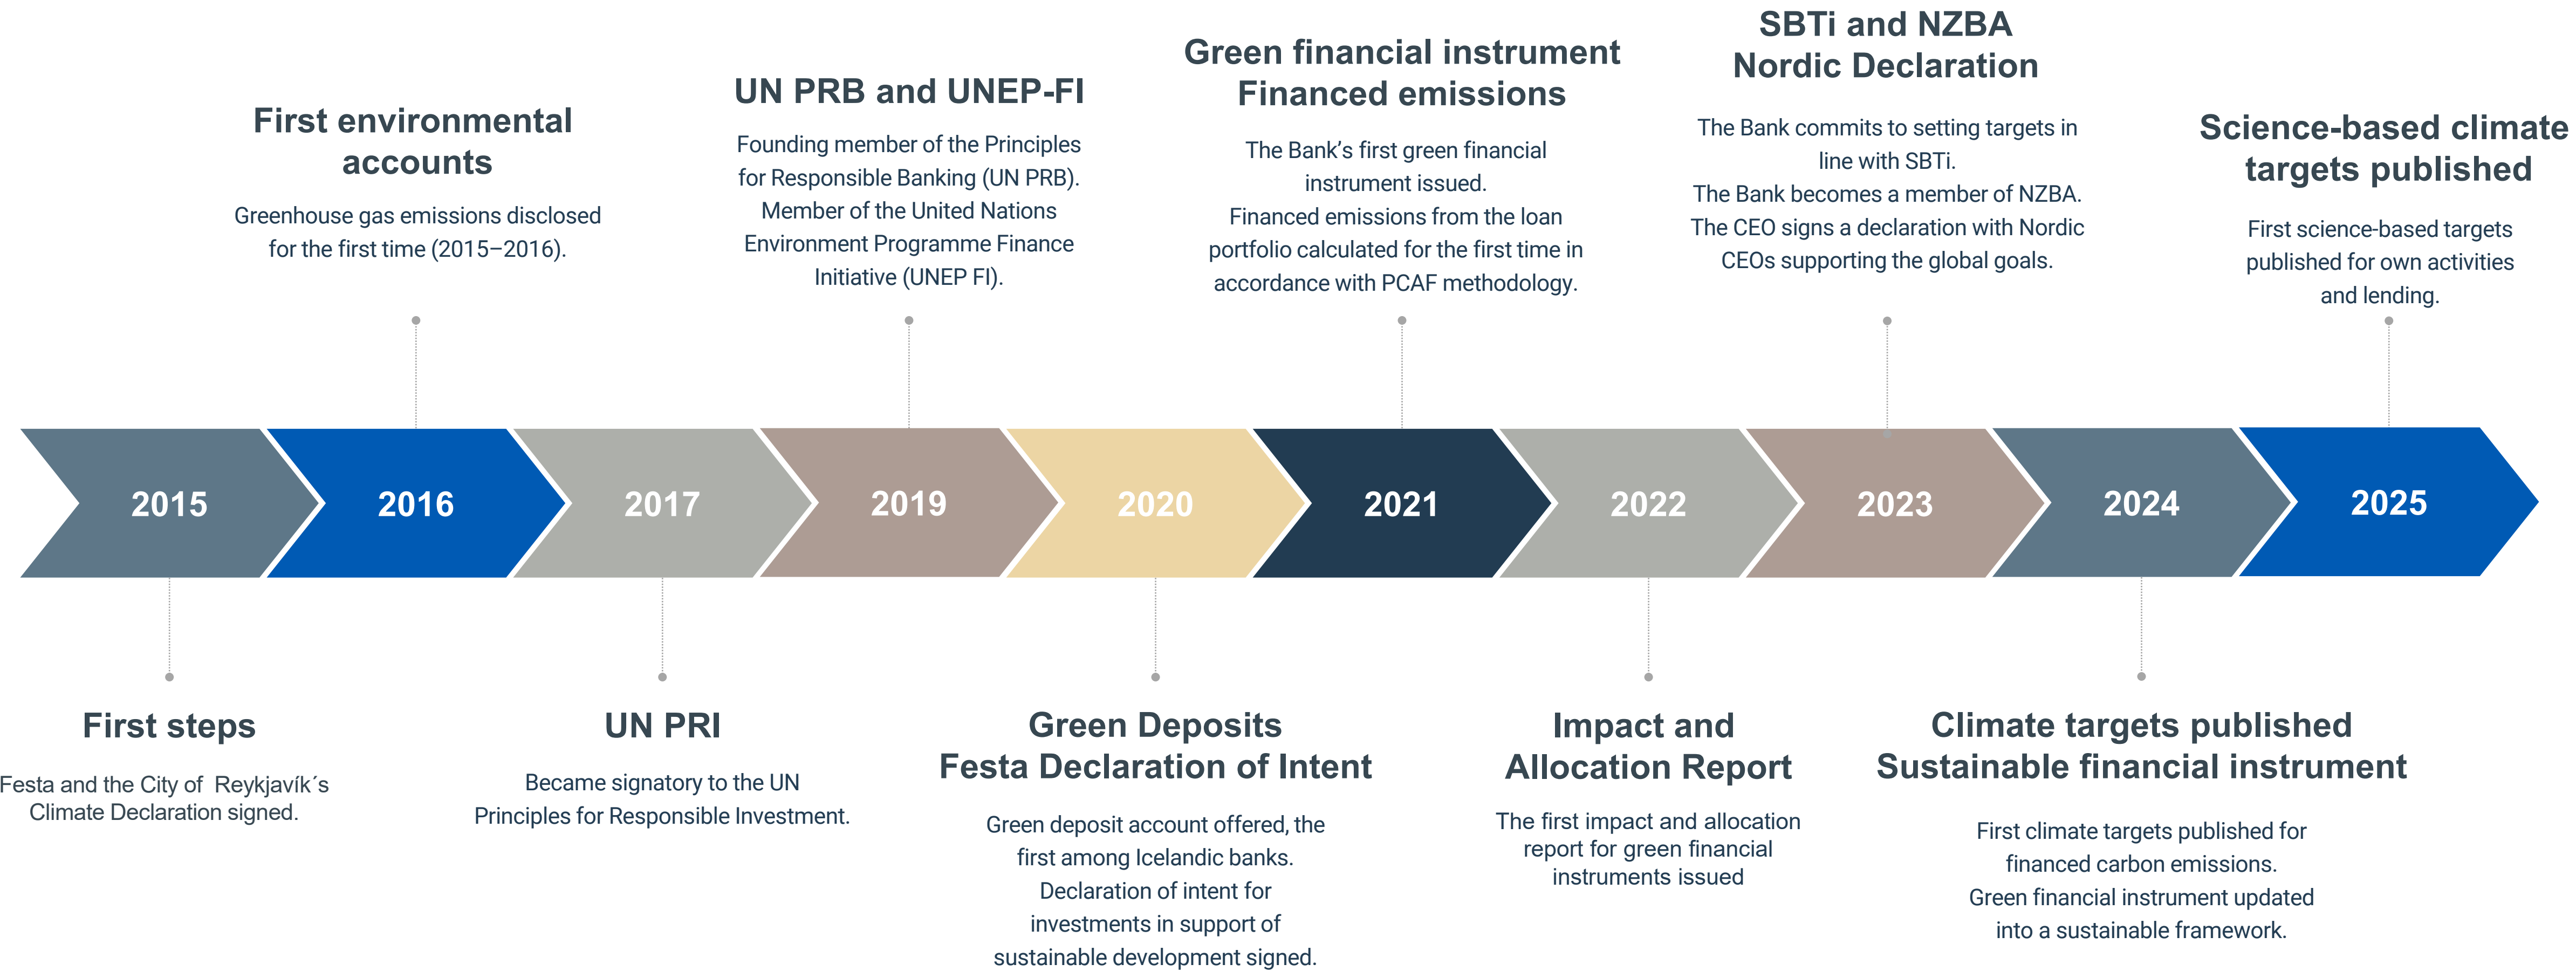 First environmental
accounts
Greenhouse gas emissions disclosed
for the first time (2015–2016).
UN PRB and UNEP-FI
Founding member of the Principles
for Responsible Banking (UN PRB).
Member of the United Nations
Environment Programme Finance
Initiative (UNEP FI).
Green financial instrument
Financed emissions
The Bank’s first green financial
instrument issued.
Financed emissions from the loan
portfolio calculated for the first time in
accordance with PCAF methodology.
SBTi and NZBA
Nordic Declaration
The Bank commits to setting targets in
line with SBTi.
The Bank becomes a member of NZBA.
The CEO signs a declaration with Nordic
CEOs supporting the global goals.
Science-based climate
targets published
First science-based targets
published for own activities
and lending.
2015
2016
2017
2019
2020
2021
2022
2023
2024
2025
First steps
Festa and the City of  Reykjavík´s
Climate Declaration signed.
UN PRI
Became signatory to the UN
Principles for Responsible Investment.
Green Deposits
Festa Declaration of Intent
Green deposit account offered, the
first among Icelandic banks.
Declaration of intent for
investments in support of
sustainable development signed.
Impact and
Allocation Report
The first impact and allocation
report for green financial
instruments issued
Climate targets published
Sustainable financial instrument
First climate targets published for
financed carbon emissions.
Green financial instrument updated
into a sustainable framework.